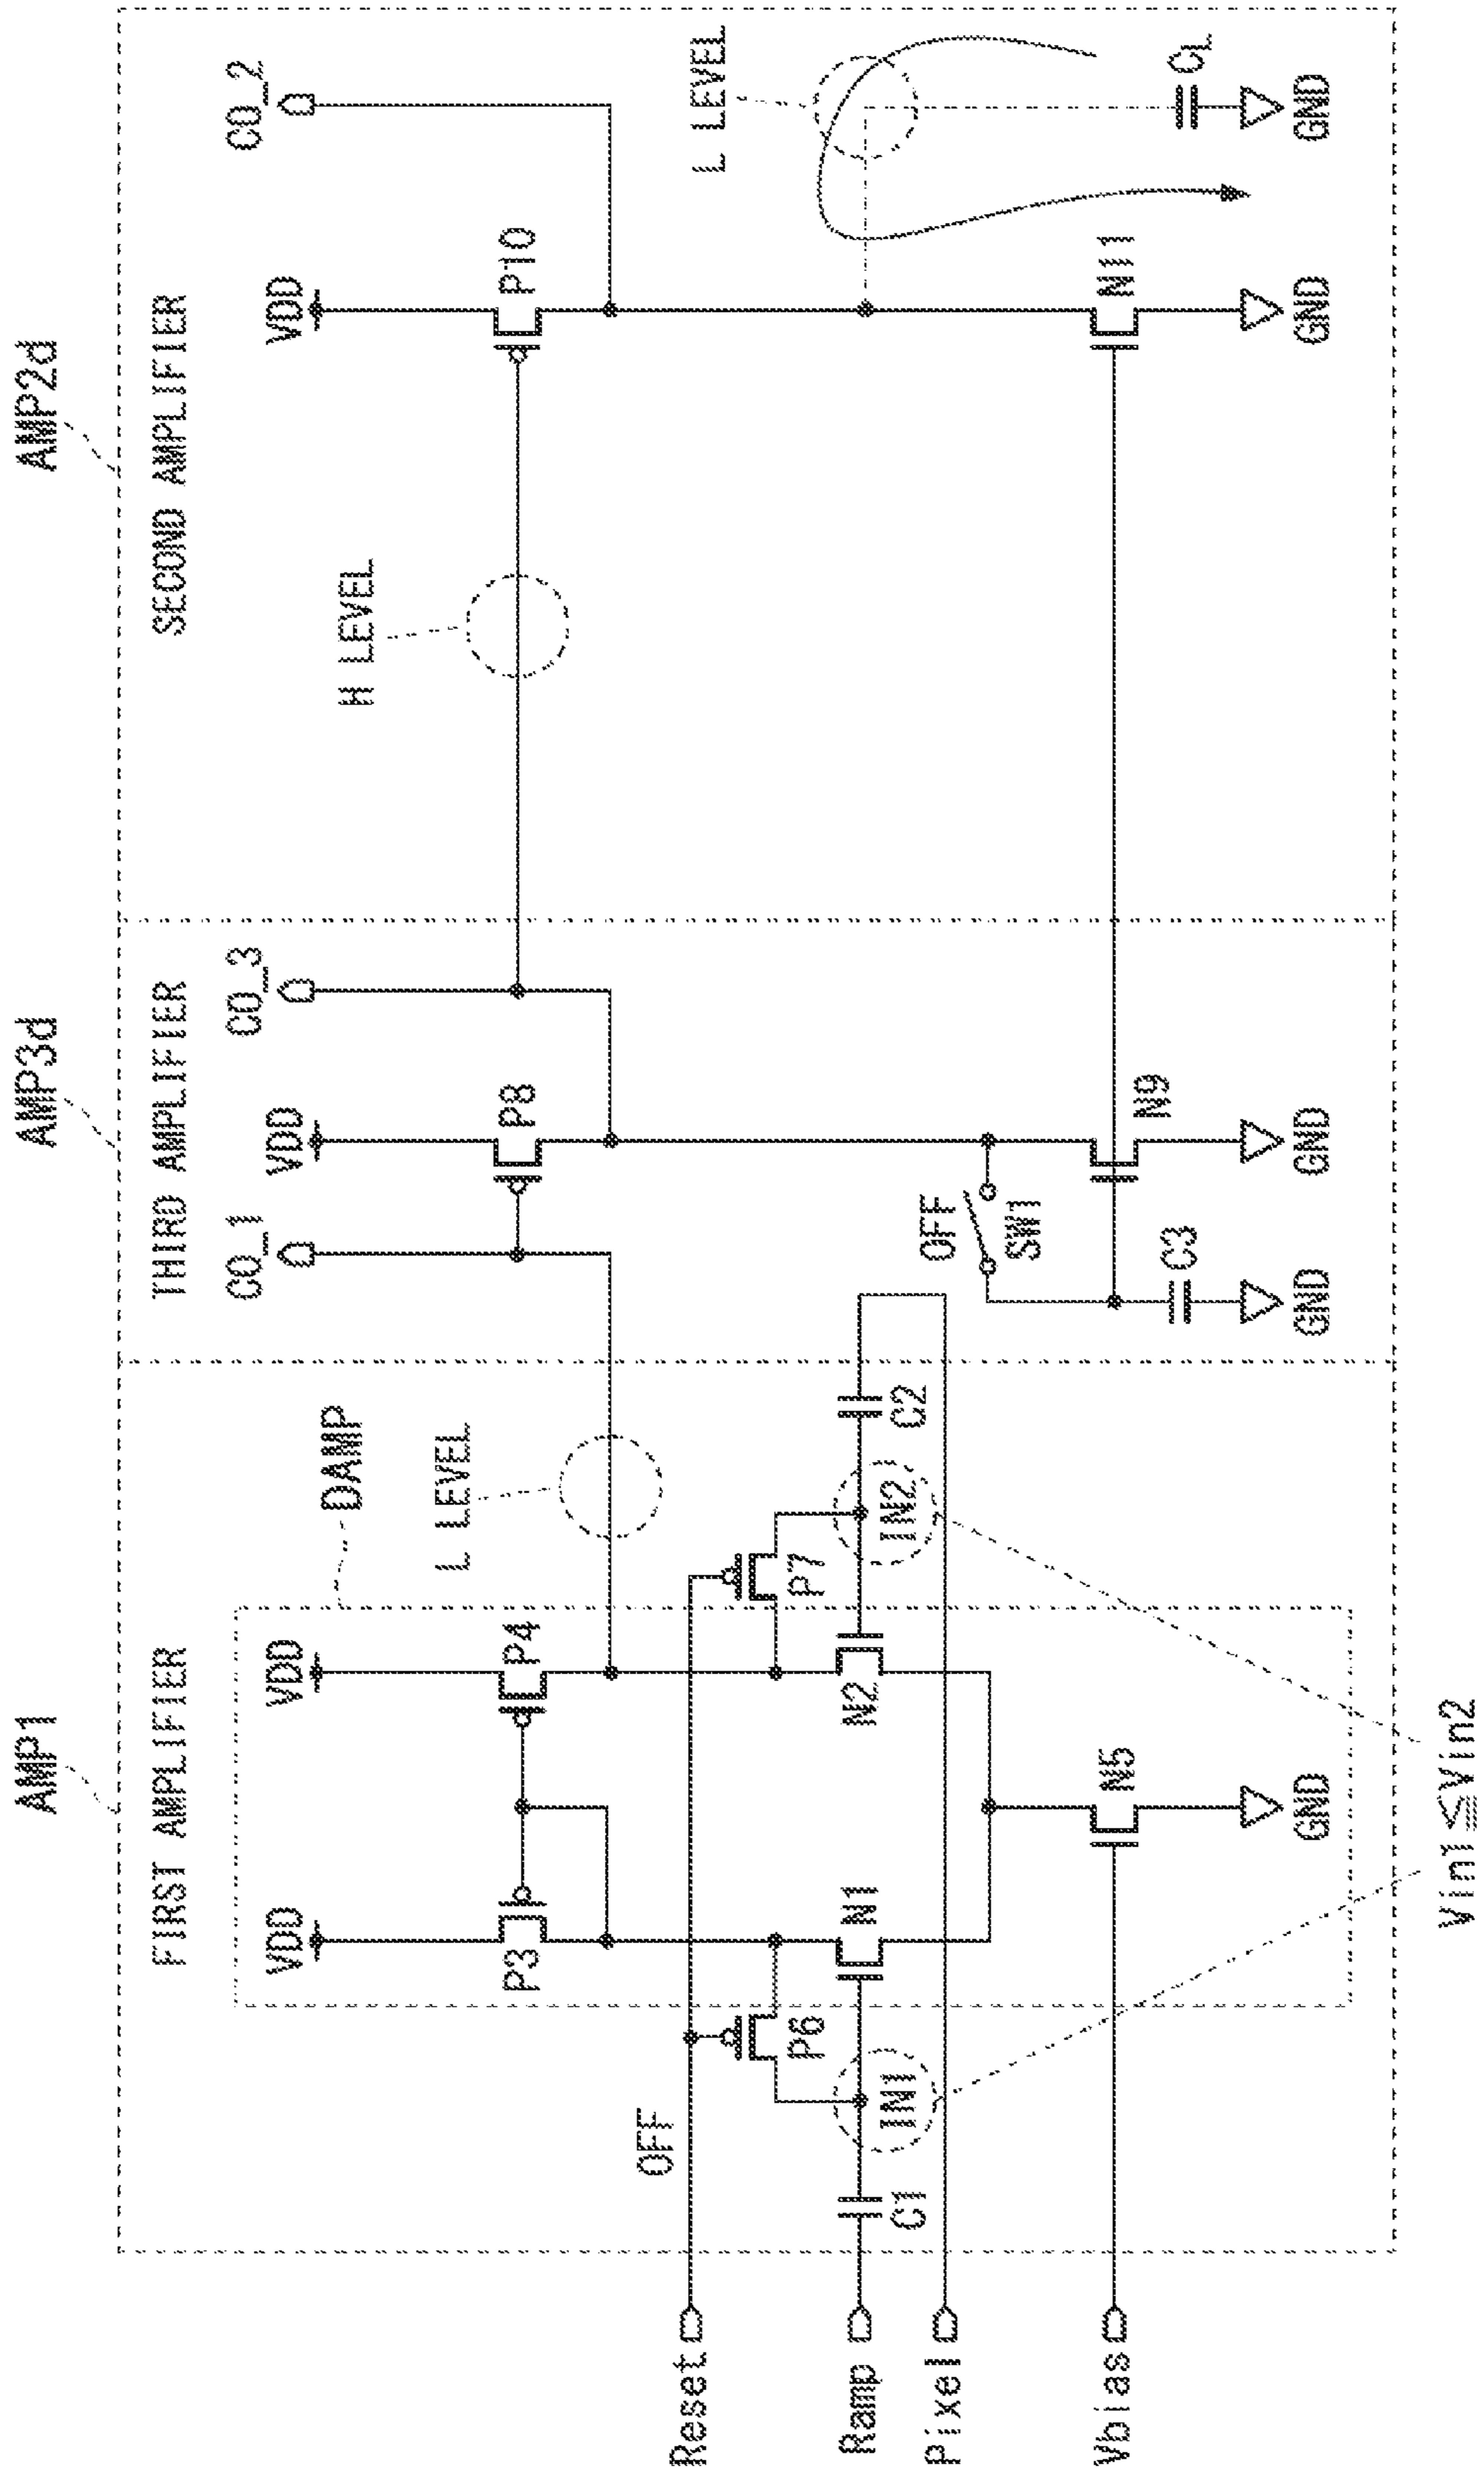 AMP1
AMP3d
AMP2d
FIRST AMPLIFIER
THIRD AMPLIFIER
SECOND AMPLIFIER
DAMP
CO_1
CO_3
CO_2
VDD
VDD
VDD
VDD
H LEVEL
L LEVEL
P3
P4
P8
P10
OFF
Reset
P6
P7
L LEVEL
Ramp
C1
IN1
N1
N2
IN2
C2
Pixel
OFF
SW1
Vbias
N5
N9
N11
C3
CL
GND
GND
GND
GND
GND
Vin1≦Vin2